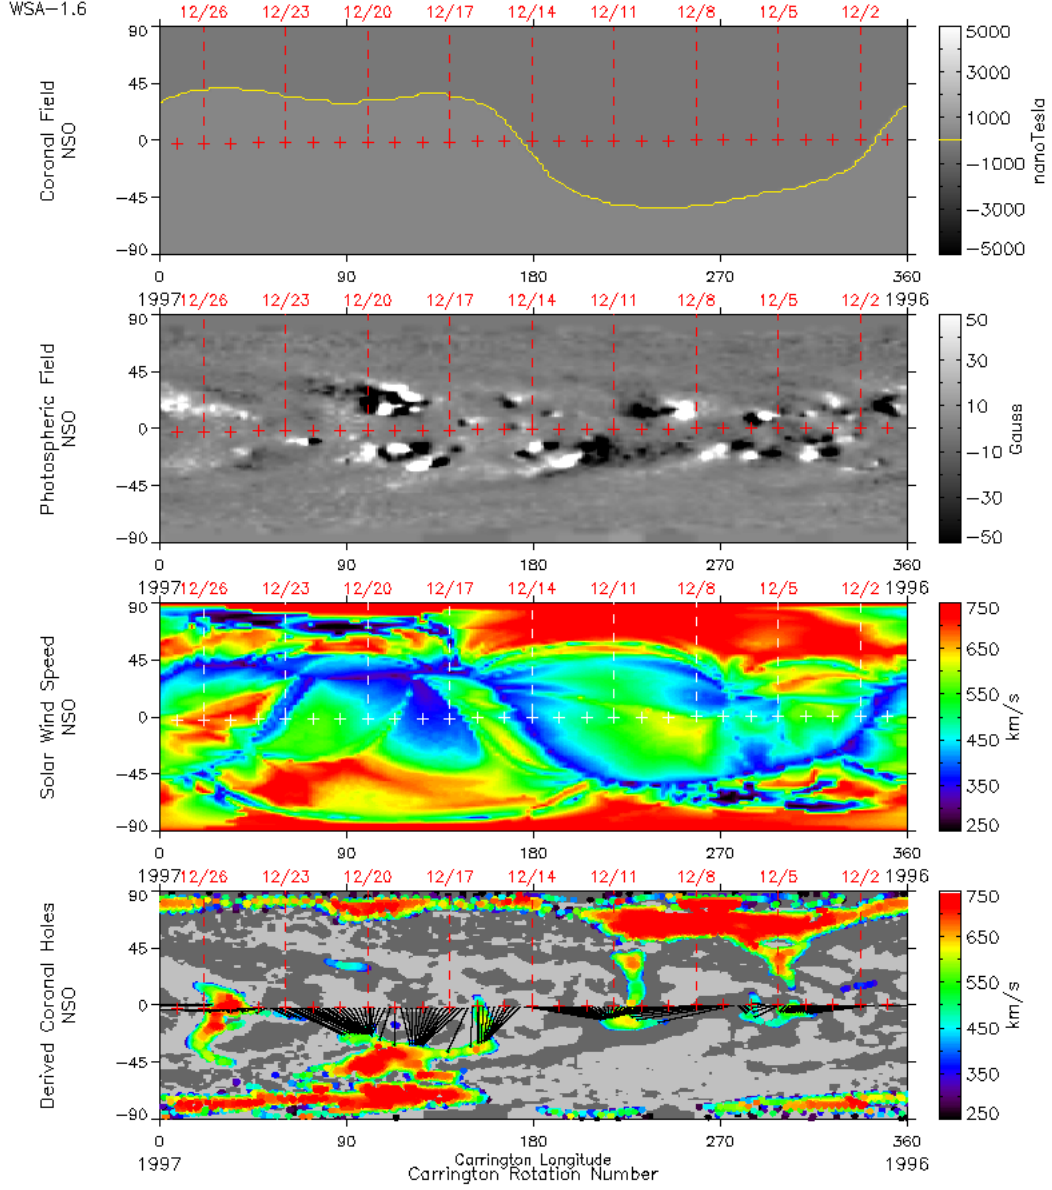 WSA-1.6
12/26 12/23 12/20 12/17 12/14 12/11 12/8 12/5 12/2
90
45
0
−45
−90
Coronal Field
NSO
0 90 180 270 360
5000
3000
1000
−1000
−3000
−5000
nanoTesla
1997 12/26 12/23 12/20 12/17 12/14 12/11 12/8 12/5 12/2 1996
90
45
0
−45
−90
Photospheric Field
NSO
0 90 180 270 360
50
30
10
−10
−30
−50
Gauss
1997 12/26 12/23 12/20 12/17 12/14 12/11 12/8 12/5 12/2 1996
90
45
0
−45
−90
Solar Wind Speed
NSO
0 90 180 270 360
750
650
550
450
350
250
km/s
1997 12/26 12/23 12/20 12/17 12/14 12/11 12/8 12/5 12/2 1996
90
45
0
−45
−90
Derived Coronal Holes
NSO
0 90 180 270 360
750
650
550
450
350
250
km/s
Carrington Longitude
1997 Carrington Rotation Number 1996